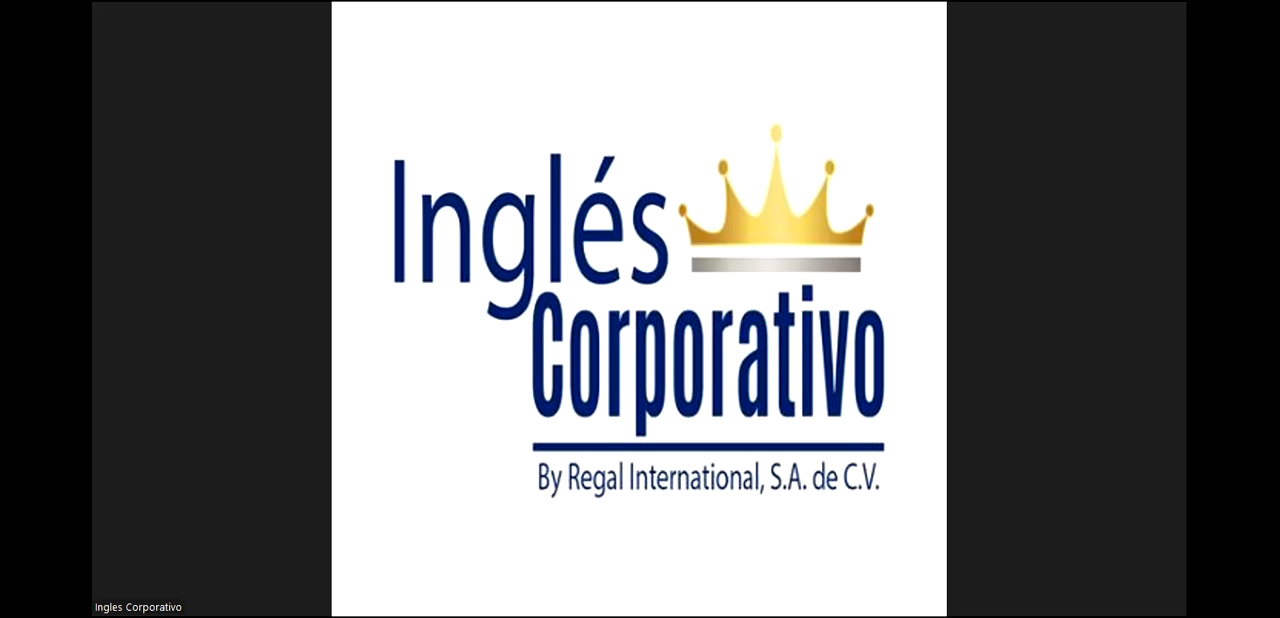 Inglés
Corporativo
By Regal International, S.A. de C.V.
Ingles Corporativo